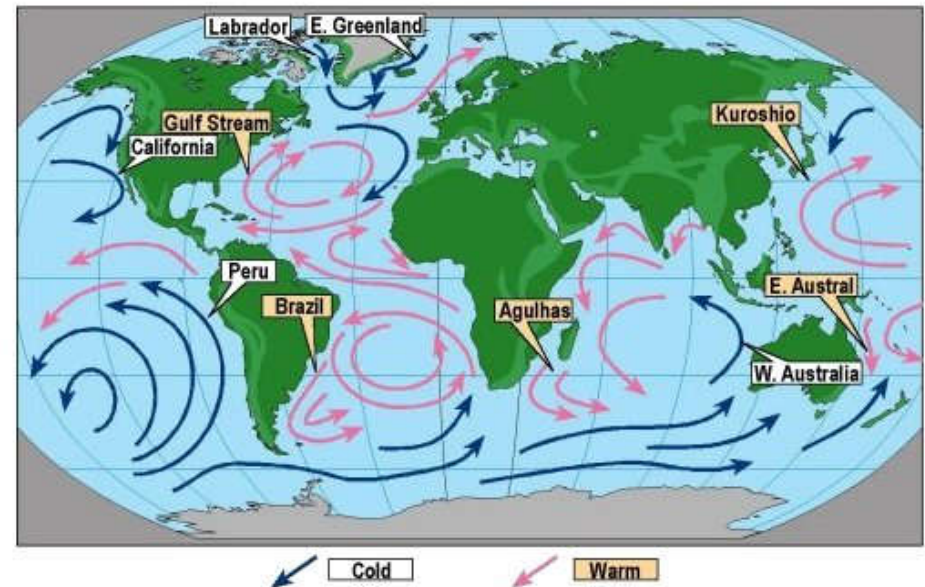 Labrador
E. Greenland
Gulf Stream
California
Kuroshio
Peru
Brazil
Agulhas
E. Austral
W. Australia
Cold
Warm